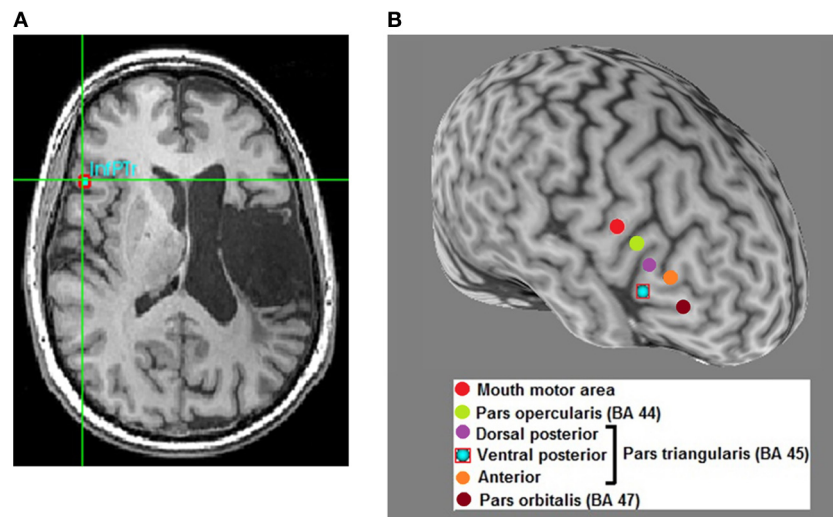 A
B
InfPTr
Mouth motor area
Pars opercularis (BA 44)
Dorsal posterior
Ventral posterior
Pars triangularis (BA 45)
Anterior
Pars orbitalis (BA 47)